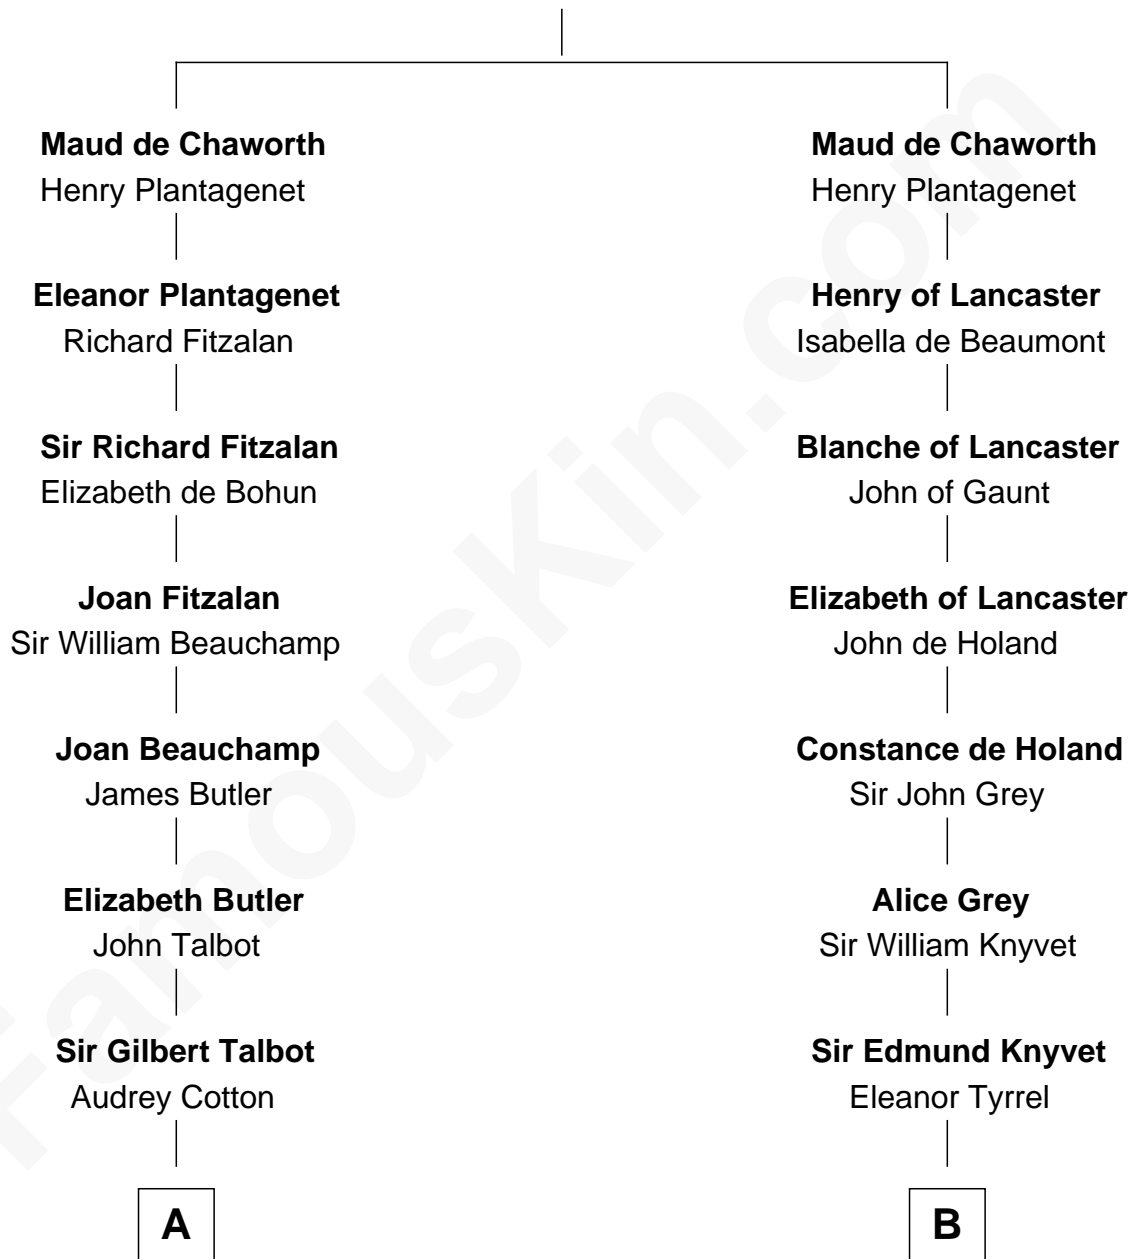 Maud de Chaworth
Henry Plantagenet
Eleanor Plantagenet
Richard Fitzalan
Sir Richard Fitzalan
Elizabeth de Bohun
Joan Fitzalan
Sir William Beauchamp
Joan Beauchamp
James Butler
Elizabeth Butler
John Talbot
Sir Gilbert Talbot
Audrey Cotton
A
Maud de Chaworth
Henry Plantagenet
Henry of Lancaster
Isabella de Beaumont
Blanche of Lancaster
John of Gaunt
Elizabeth of Lancaster
John de Holand
Constance de Holand
Sir John Grey
Alice Grey
Sir William Knyvet
Sir Edmund Knyvet
Eleanor Tyrrel
B
FamousKin.com